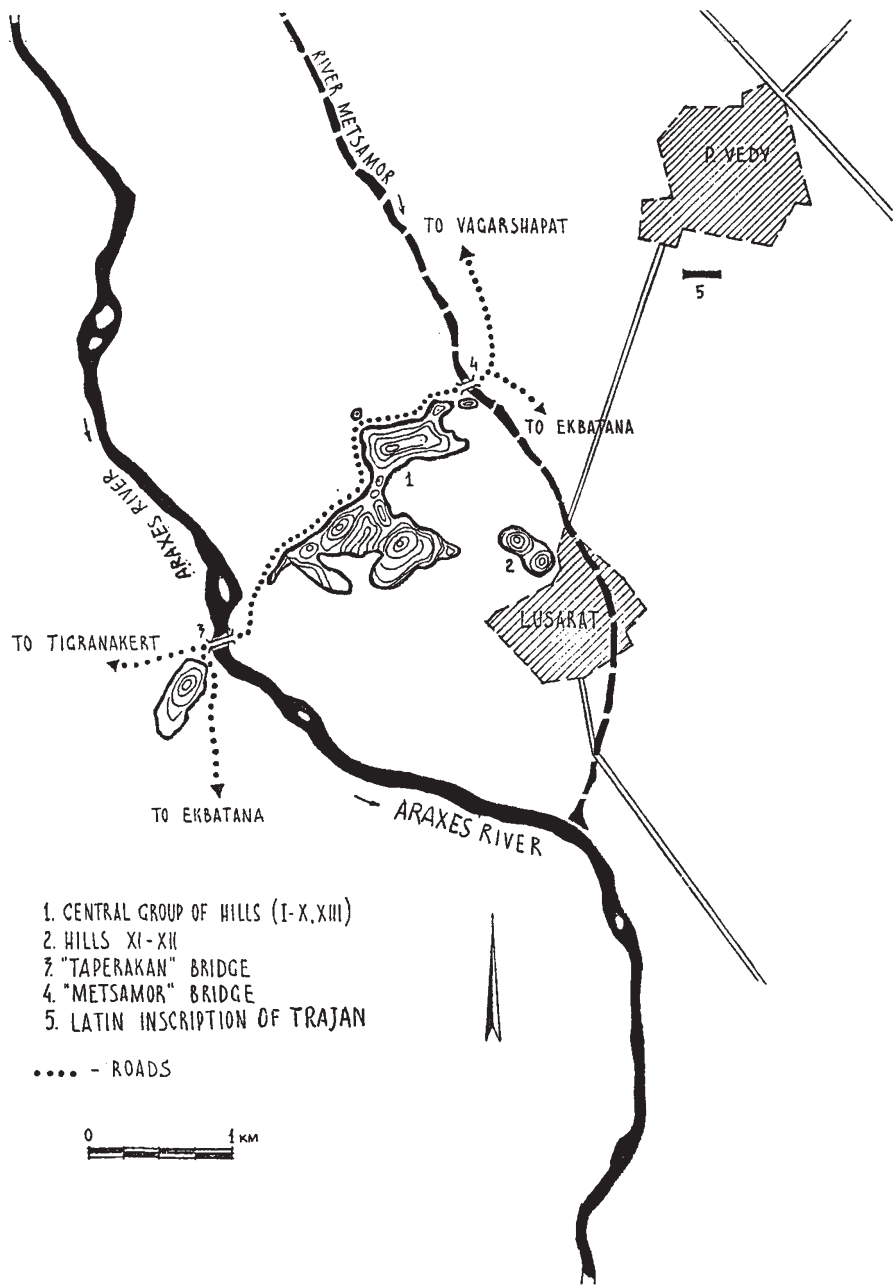 RIVER METSAMOR
P. VEDY
TO VAGARSHAPAT
5
4
TO EKBATANA
1
ARAXES RIVER
2
LUSARAT
3
TO TIGRANAKERT
TO EKBATANA
ARAXES RIVER
1. CENTRAL GROUP OF HILLS (I-X, XIII)
2. HILLS XI-XII
3. "TAPERAKAN" BRIDGE
4. "METSAMOR" BRIDGE
5. LATIN INSCRIPTION OF TRAJAN
.... - ROADS
0 1 KM